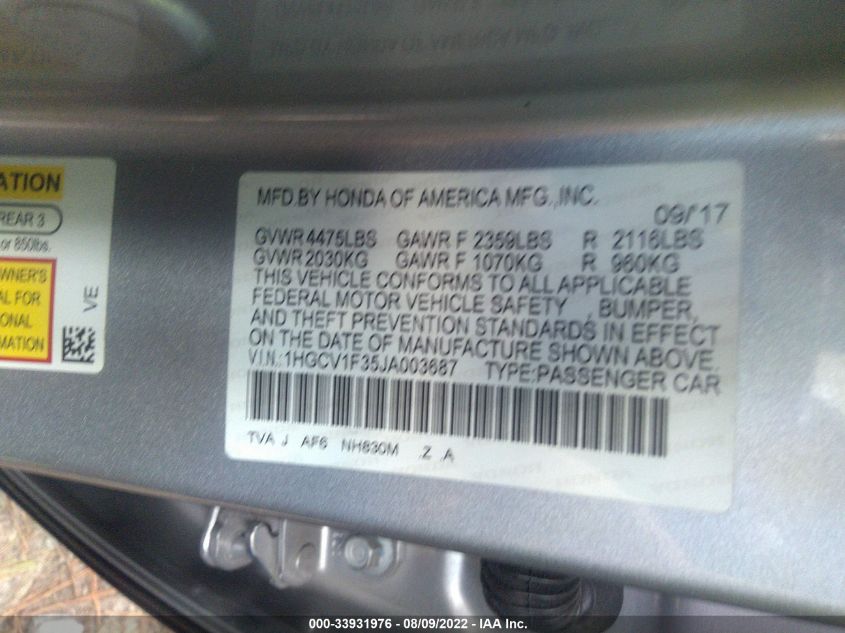 ATION
REAR 3
or 850lbs.
WNER'S
AL FOR
ONAL
MATION
VE
MFD.BY HONDA OF AMERICA MFG.,INC.
09/'17
GVWR 4475LBS GAWR F 2359LBS R 2116LBS
GVWR 2030KG GAWR F 1070KG R 960KG
THIS VEHICLE CONFORMS TO ALL APPLICABLE
FEDERAL MOTOR VEHICLE SAFETY , BUMPER,
AND THEFT PREVENTION STANDARDS IN EFFECT
ON THE DATE OF MANUFACTURE SHOWN ABOVE.
V.I.N.:1HGCV1F35JA003687 TYPE:PASSENGER CAR
TVA J AF6 NH830M .Z .A
000-33931976 - 08/09/2022 - IAA Inc.